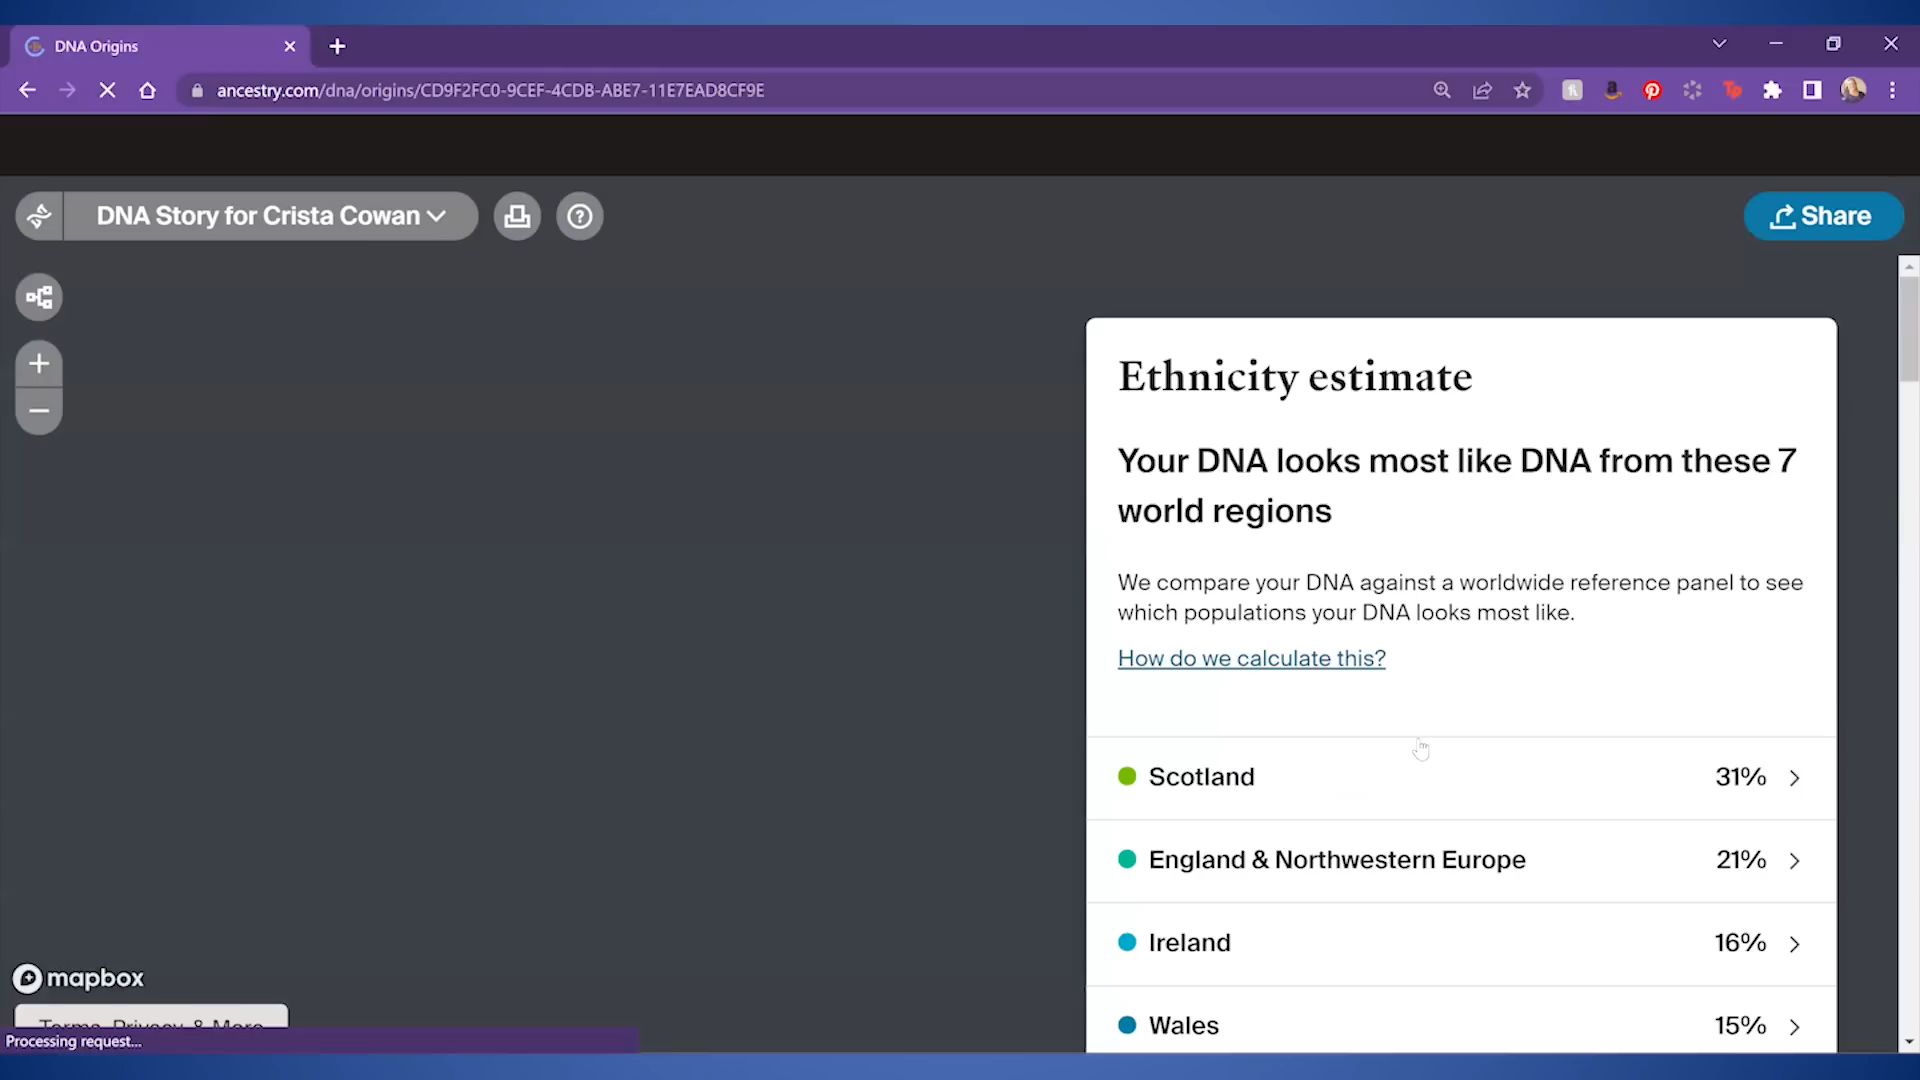 DNA Origins
ancestry.com/dna/origins/CD9F2FC0-9CEF-4CDB-ABE7-11E7EAD8CF9E
DNA Story for Crista Cowan
Share
Ethnicity estimate
Your DNA looks most like DNA from these 7
world regions
We compare your DNA against a worldwide reference panel to see
which populations your DNA looks most like.
How do we calculate this?
Scotland 31%
England & Northwestern Europe 21%
Ireland 16%
Wales 15%
mapbox
Terms, Privacy, & More
Processing request...